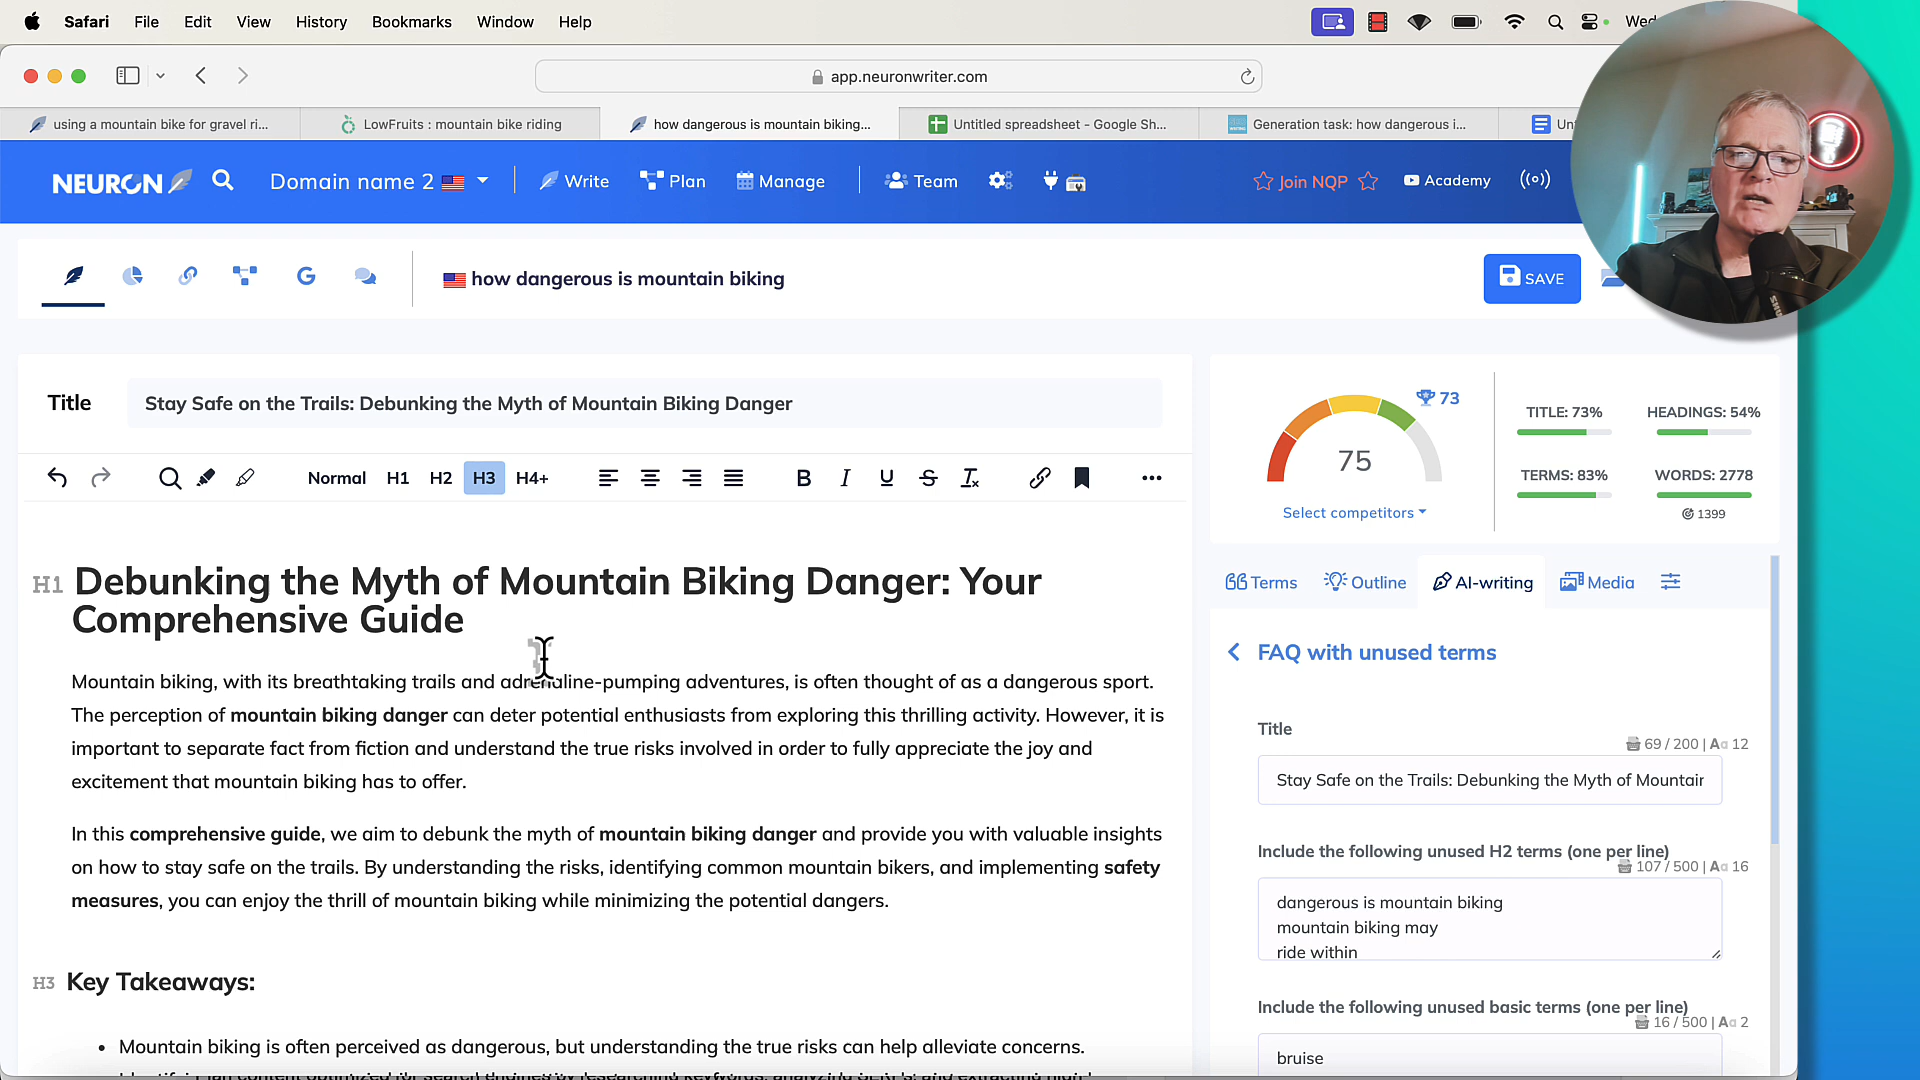 Safari File Edit View History Bookmarks Window Help
app.neuronwriter.com
using a mountain bike for gravel ri...
LowFruits : mountain bike riding
how dangerous is mountain biking...
Untitled spreadsheet - Google Sh...
Generation task: how dangerous i...
NEURON Domain name 2 Write Plan Manage Team Join NQP Academy
how dangerous is mountain biking
SAVE
Title
Stay Safe on the Trails: Debunking the Myth of Mountain Biking Danger
Normal H1 H2 H3 H4+ B I U S
H1 Debunking the Myth of Mountain Biking Danger: Your
Comprehensive Guide
Mountain biking, with its breathtaking trails and adrenaline-pumping adventures, is often thought of as a dangerous sport.
The perception of mountain biking danger can deter potential enthusiasts from exploring this thrilling activity. However, it is
important to separate fact from fiction and understand the true risks involved in order to fully appreciate the joy and
excitement that mountain biking has to offer.
In this comprehensive guide, we aim to debunk the myth of mountain biking danger and provide you with valuable insights
on how to stay safe on the trails. By understanding the risks, identifying common mountain bikers, and implementing safety
measures, you can enjoy the thrill of mountain biking while minimizing the potential dangers.
H3 Key Takeaways:
• Mountain biking is often perceived as dangerous, but understanding the true risks can help alleviate concerns.
73
75
Select competitors
TITLE: 73% HEADINGS: 54%
TERMS: 83% WORDS: 2778
1399
Terms Outline AI-writing Media
FAQ with unused terms
Title
69 / 200 | Aa 12
Stay Safe on the Trails: Debunking the Myth of Mountain
Include the following unused H2 terms (one per line)
107 / 500 | Aa 16
dangerous is mountain biking
mountain biking may
ride within
Include the following unused basic terms (one per line)
16 / 500 | Aa 2
bruise